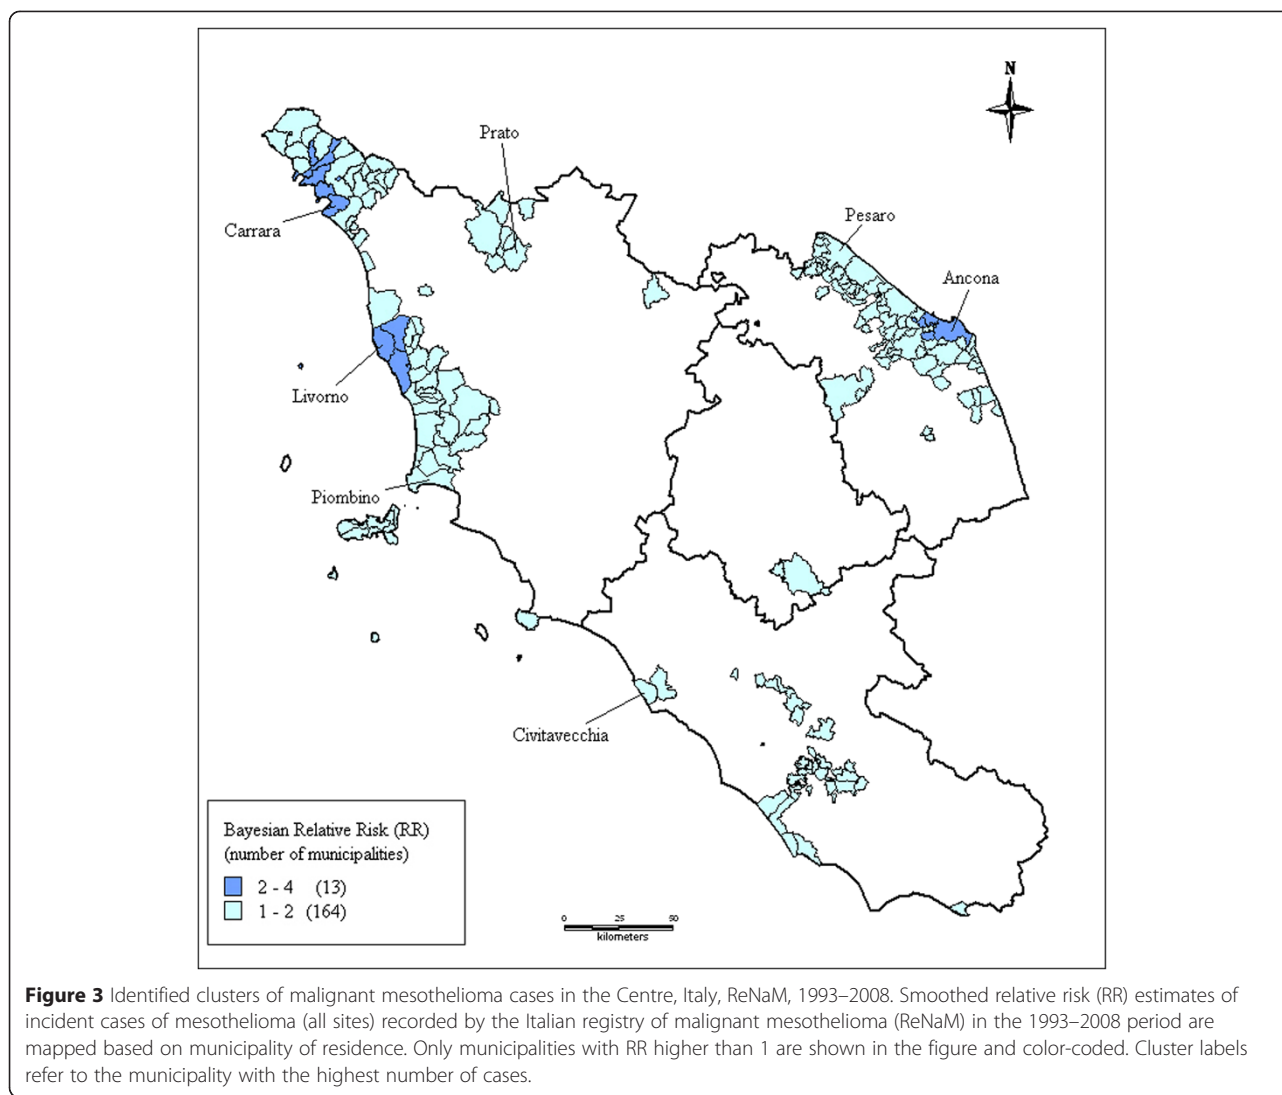 N
Prato
Pesaro
Carrara
Ancona
Livorno
Piombino
Civitavecchia
Bayesian Relative Risk (RR)
(number of municipalities)
2 - 4 (13)
1 - 2 (164)
0 25 50
kilometers
Figure 3 Identified clusters of malignant mesothelioma cases in the Centre, Italy, ReNaM, 1993–2008. Smoothed relative risk (RR) estimates of
incident cases of mesothelioma (all sites) recorded by the Italian registry of malignant mesothelioma (ReNaM) in the 1993–2008 period are
mapped based on municipality of residence. Only municipalities with RR higher than 1 are shown in the figure and color-coded. Cluster labels
refer to the municipality with the highest number of cases.